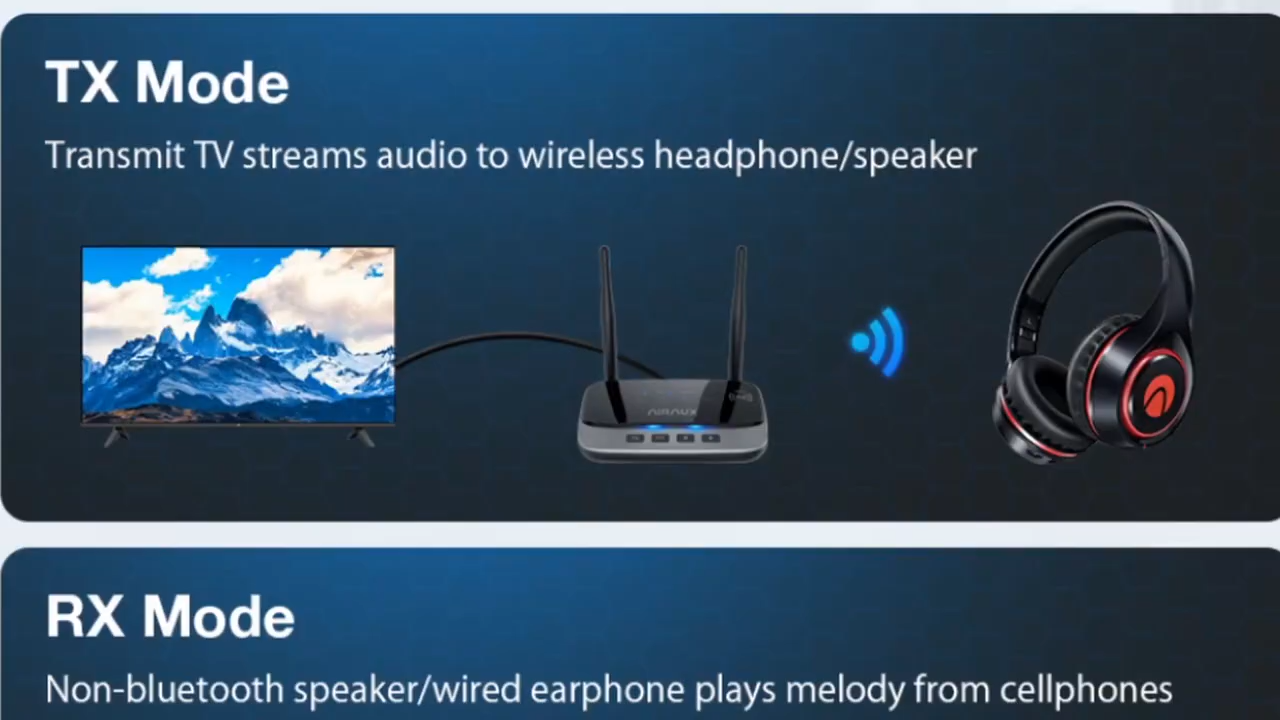 TX Mode
Transmit TV streams audio to wireless headphone/speaker
AIRAUX
RX Mode
Non-bluetooth speaker/wired earphone plays melody from cellphones